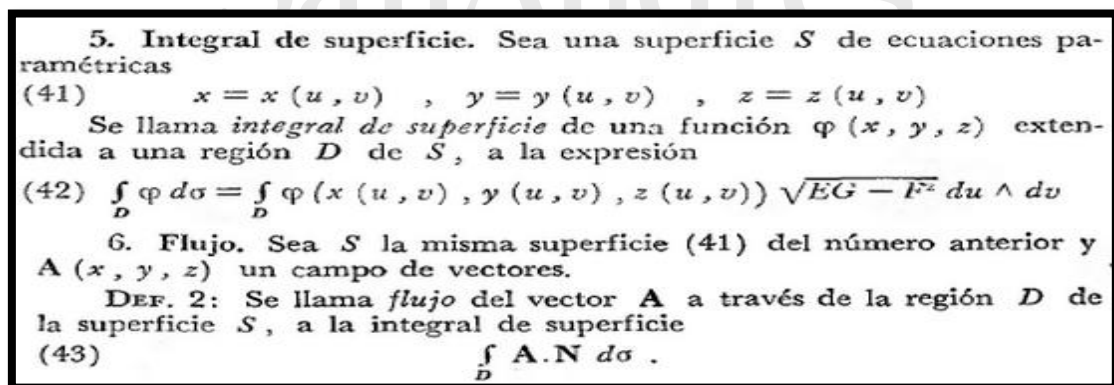 5. Integral de superficie. Sea una superficie S de ecuaciones pa-
ramétricas
(41) x = x (u , v) , y = y (u , v) , z = z (u , v)
Se llama integral de superficie de una función φ (x , y , z) exten-
dida a una región D de S , a la expresión
(42) ∫_D φ dσ = ∫_D φ (x (u , v) , y (u , v) , z (u , v)) √(EG — F²) du ∧ dv
6. Flujo. Sea S la misma superficie (41) del número anterior y
A (x , y , z) un campo de vectores.
DEF. 2: Se llama flujo del vector A a través de la región D de
la superficie S , a la integral de superficie
(43) ∫_D A . N dσ .